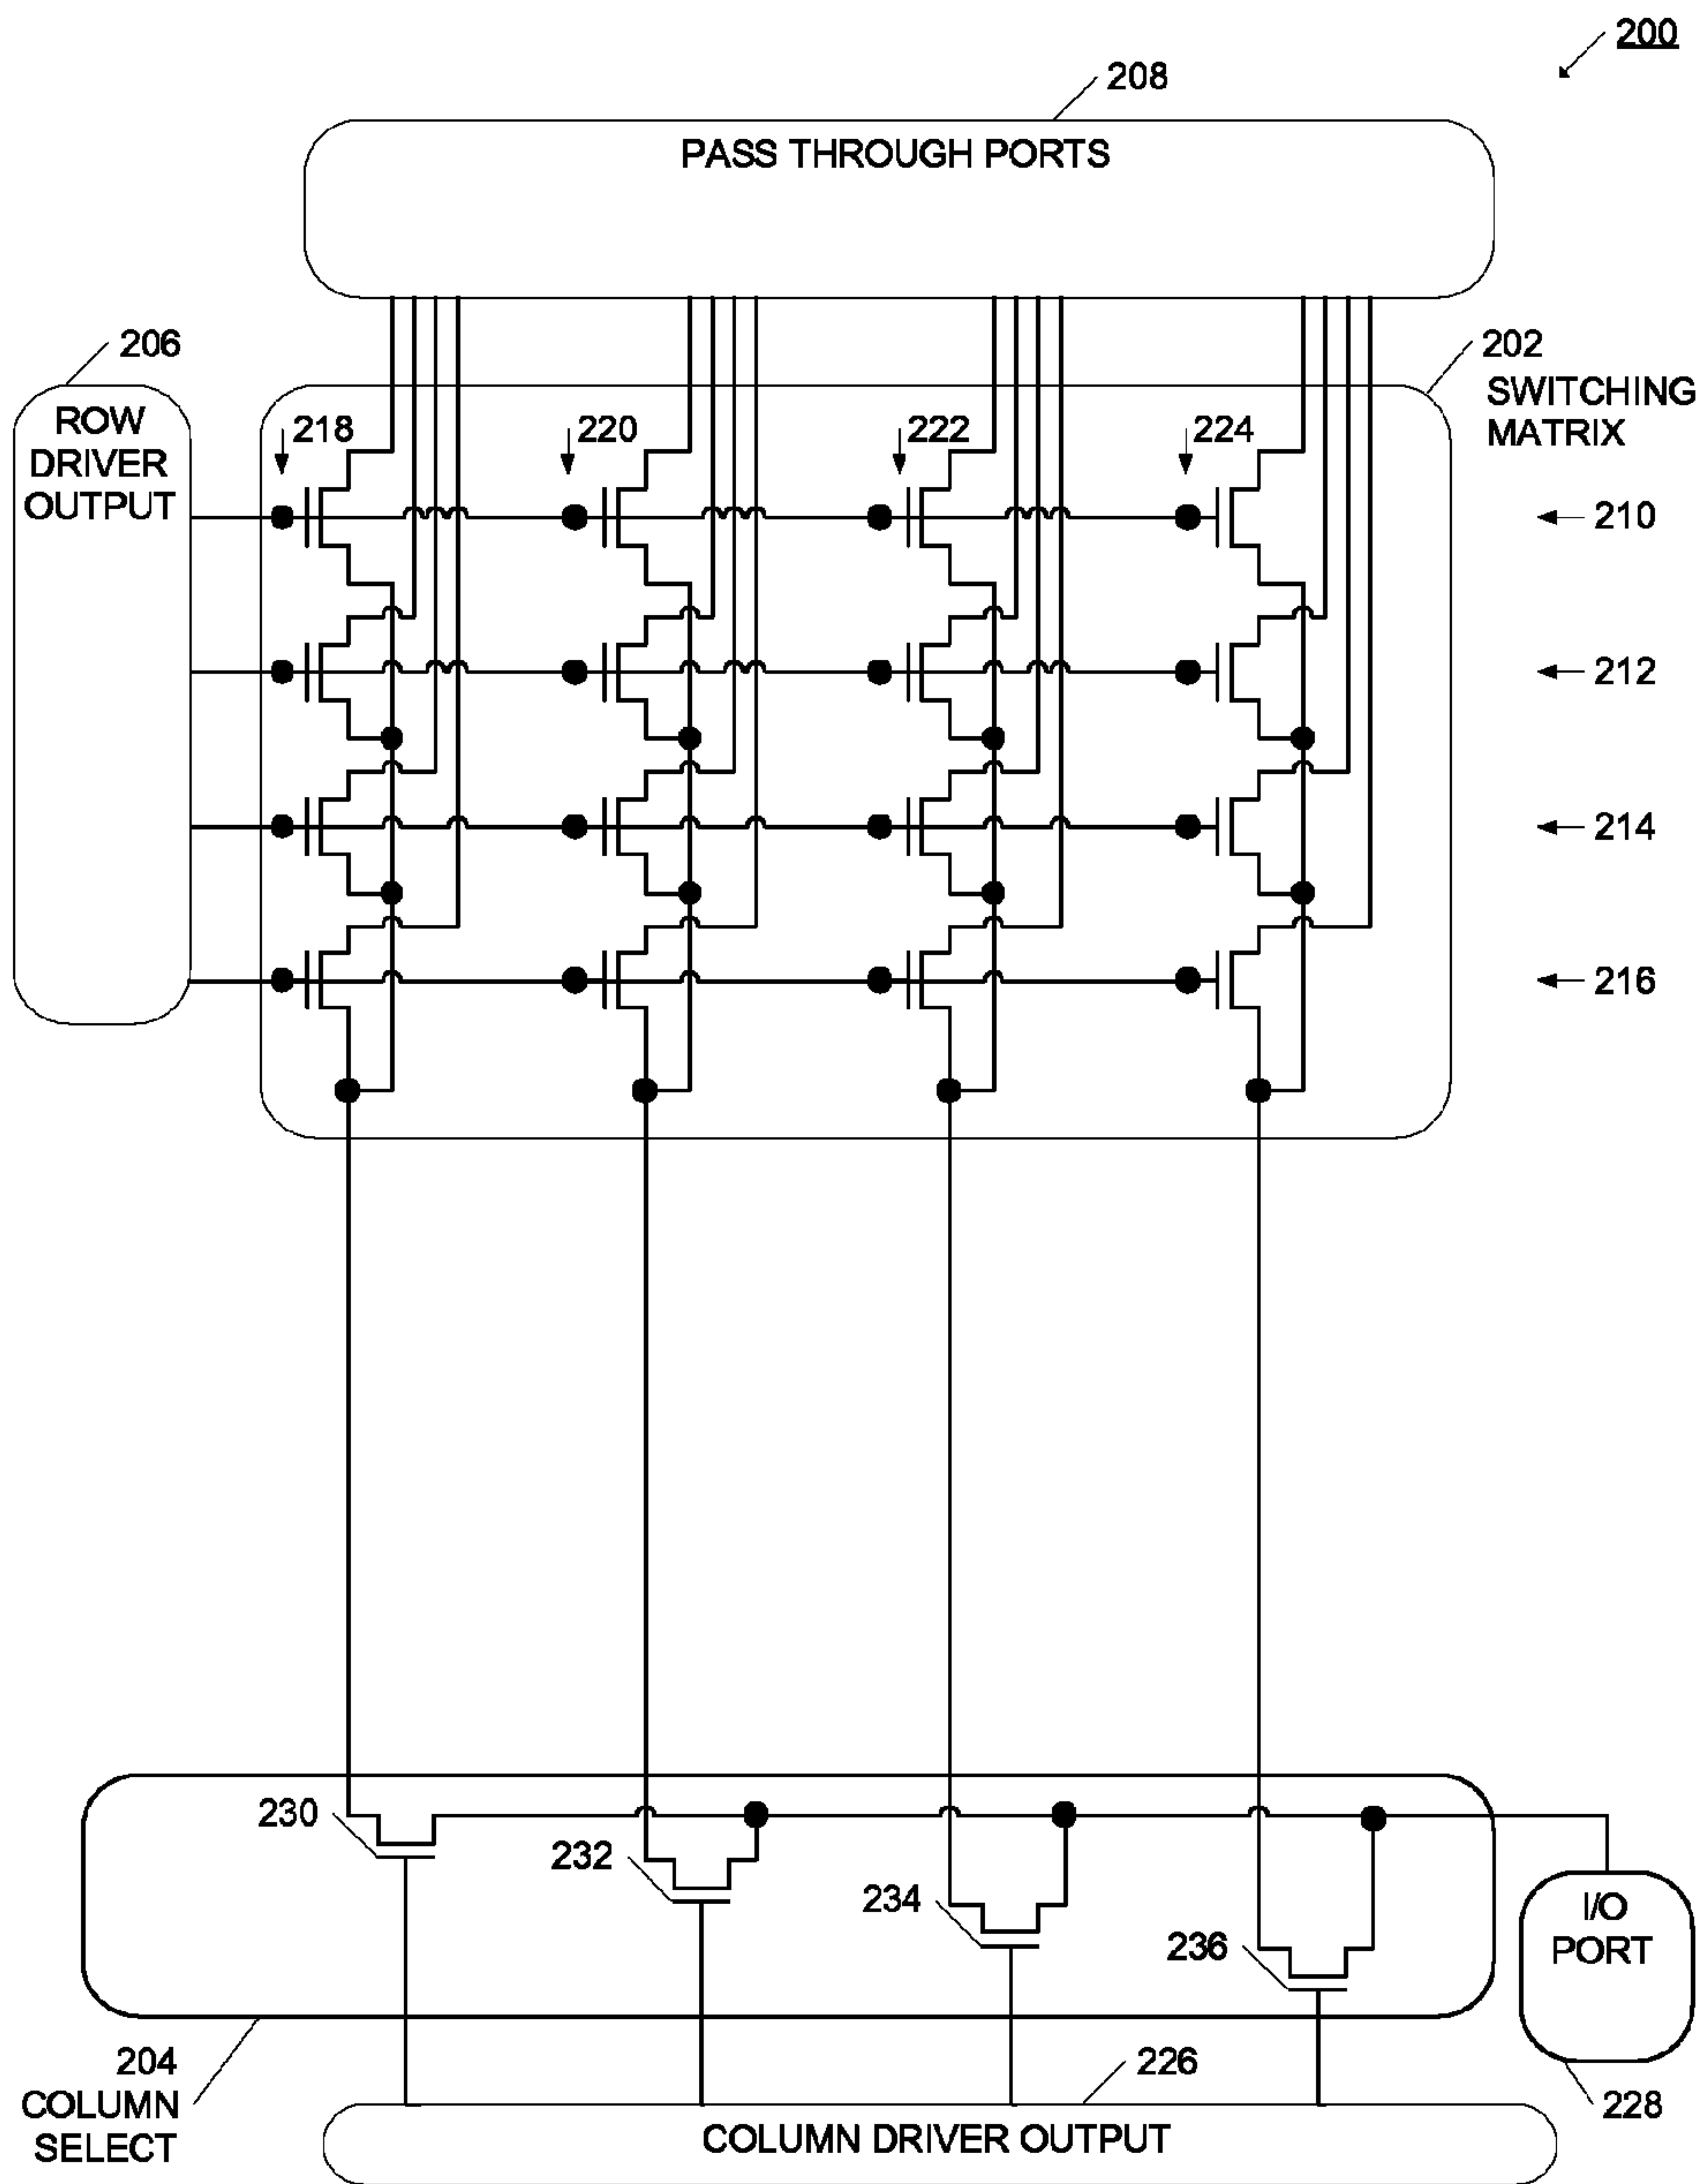 200
208
PASS THROUGH PORTS
206
ROW
DRIVER
OUTPUT
202
SWITCHING
MATRIX
218
220
222
224
210
212
214
216
230
232
234
236
I/O
PORT
204
COLUMN
SELECT
226
228
COLUMN DRIVER OUTPUT